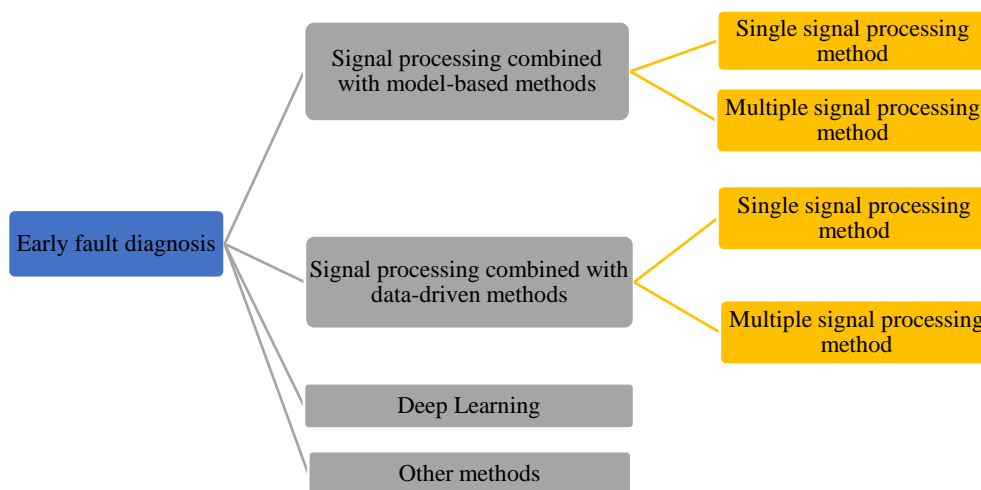 Early fault diagnosis
Signal processing combined
with model-based methods
Single signal processing
method
Multiple signal processing
method
Signal processing combined with
data-driven methods
Single signal processing
method
Multiple signal processing
method
Deep Learning
Other methods